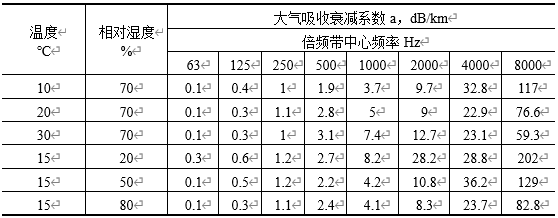 温度
℃
相对湿度
%
大气吸收衰减系数 a，dB/km
倍频带中心频率 Hz
63 125 250 500 1000 2000 4000 8000
10 70 0.1 0.4 1 1.9 3.7 9.7 32.8 117
20 70 0.1 0.3 1.1 2.8 5 9 22.9 76.6
30 70 0.1 0.3 1 3.1 7.4 12.7 23.1 59.3
15 20 0.3 0.6 1.2 2.7 8.2 28.2 28.8 202
15 50 0.1 0.5 1.2 2.2 4.2 10.8 36.2 129
15 80 0.1 0.3 1.1 2.4 4.1 8.3 23.7 82.8